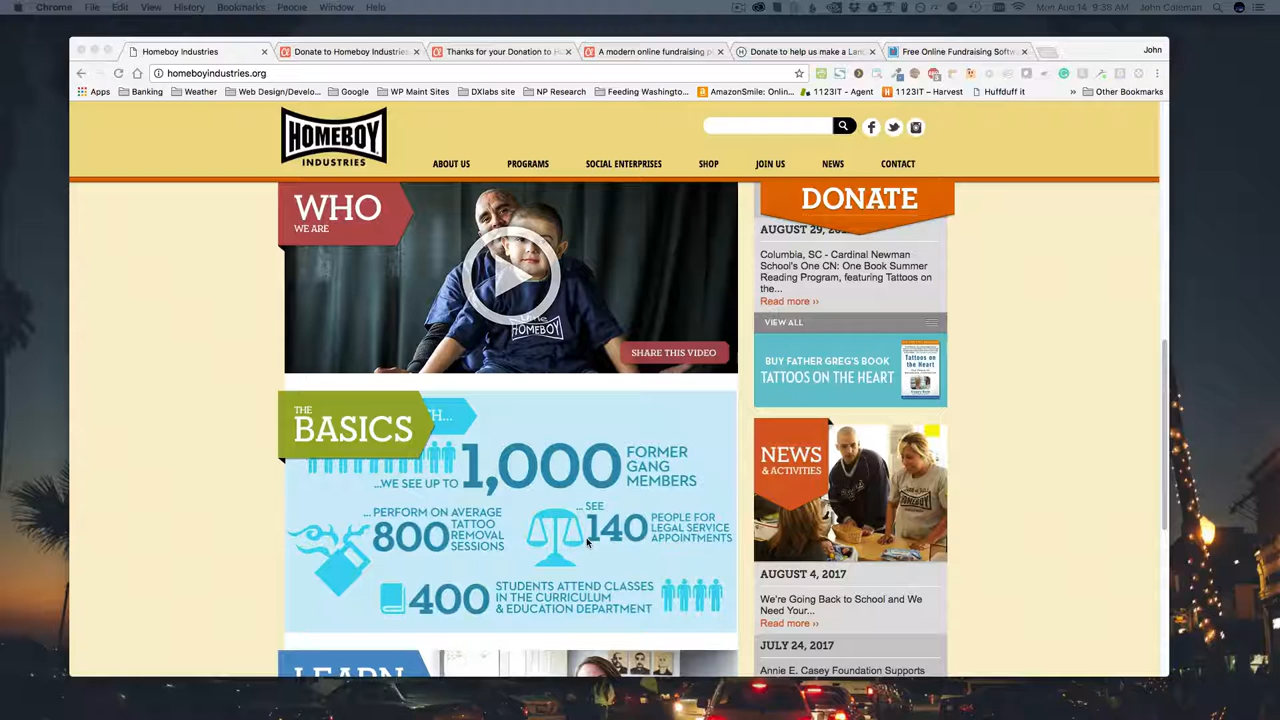 Chrome File Edit View History Bookmarks People Window Help
Mon Aug 14 9:38 AM John Coleman
Homeboy Industries
Donate to Homeboy Industries
Thanks for your Donation to H
A modern online fundraising p
Donate to help us make a Lan
Free Online Fundraising Softw
John
homeboyindustries.org
Apps Banking Weather Web Design/Develo... Google WP Maint Sites DXlabs site NP Research Feeding Washingto... AmazonSmile: Onlin... 1123IT - Agent 1123IT – Harvest Huffduff it » Other Bookmarks
HOMEBOY
INDUSTRIES
ABOUT US PROGRAMS SOCIAL ENTERPRISES SHOP JOIN US NEWS CONTACT
WHO
WE ARE
HOMEBOY
SHARE THIS VIDEO
THE
BASICS
H...
...WE SEE UP TO 1,000 FORMER
GANG
MEMBERS
...PERFORM ON AVERAGE
800 TATTOO
REMOVAL
SESSIONS
... SEE
140 PEOPLE FOR
LEGAL SERVICE
APPOINTMENTS
400 STUDENTS ATTEND CLASSES
IN THE CURRICULUM
& EDUCATION DEPARTMENT
LEARN
DONATE
AUGUST 29, 20
Columbia, SC - Cardinal Newman
School's One CN: One Book Summer
Reading Program, featuring Tattoos on
the...
Read more ››
VIEW ALL
BUY FATHER GREG'S BOOK
TATTOOS ON THE HEART
Tattoos
on the
Heart
NEWS
& ACTIVITIES
AUGUST 4, 2017
We're Going Back to School and We
Need Your...
Read more ››
JULY 24, 2017
Annie E. Casey Foundation Supports